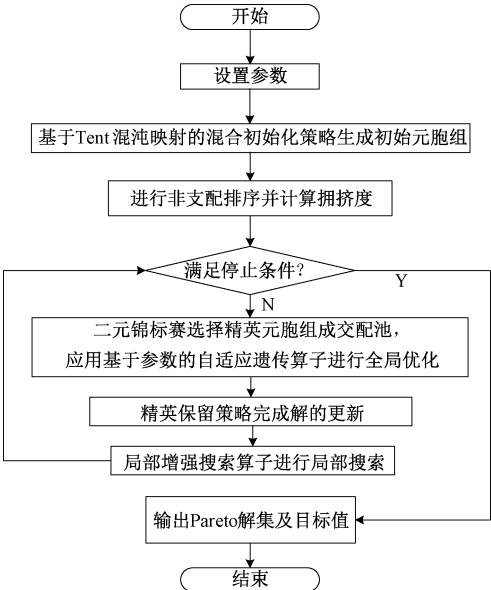 开始
设置参数
基于Tent混沌映射的混合初始化策略生成初始元胞组
进行非支配排序并计算拥挤度
满足停止条件?
Y
N
二元锦标赛选择精英元胞组成交配池，
应用基于参数的自适应遗传算子进行全局优化
精英保留策略完成解的更新
局部增强搜索算子进行局部搜索
输出Pareto解集及目标值
结束